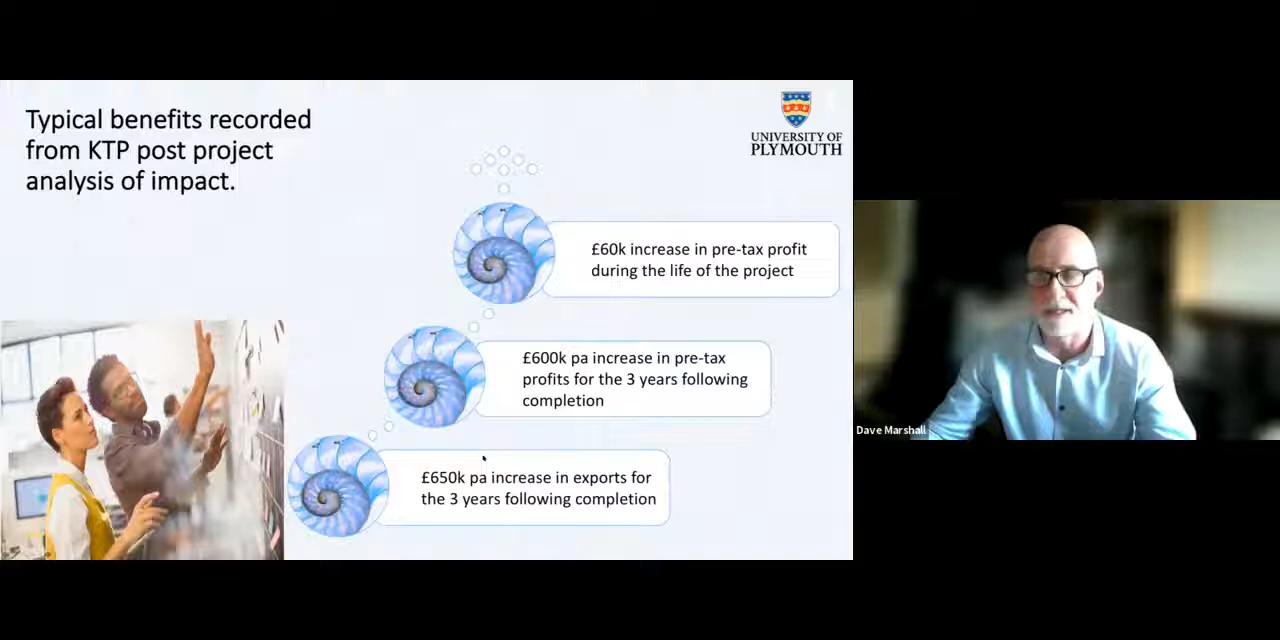 Typical benefits recorded
from KTP post project
analysis of impact.
UNIVERSITY OF
PLYMOUTH
£60k increase in pre-tax profit
during the life of the project
£600k pa increase in pre-tax
profits for the 3 years following
completion
£650k pa increase in exports for
the 3 years following completion
Dave Marshall